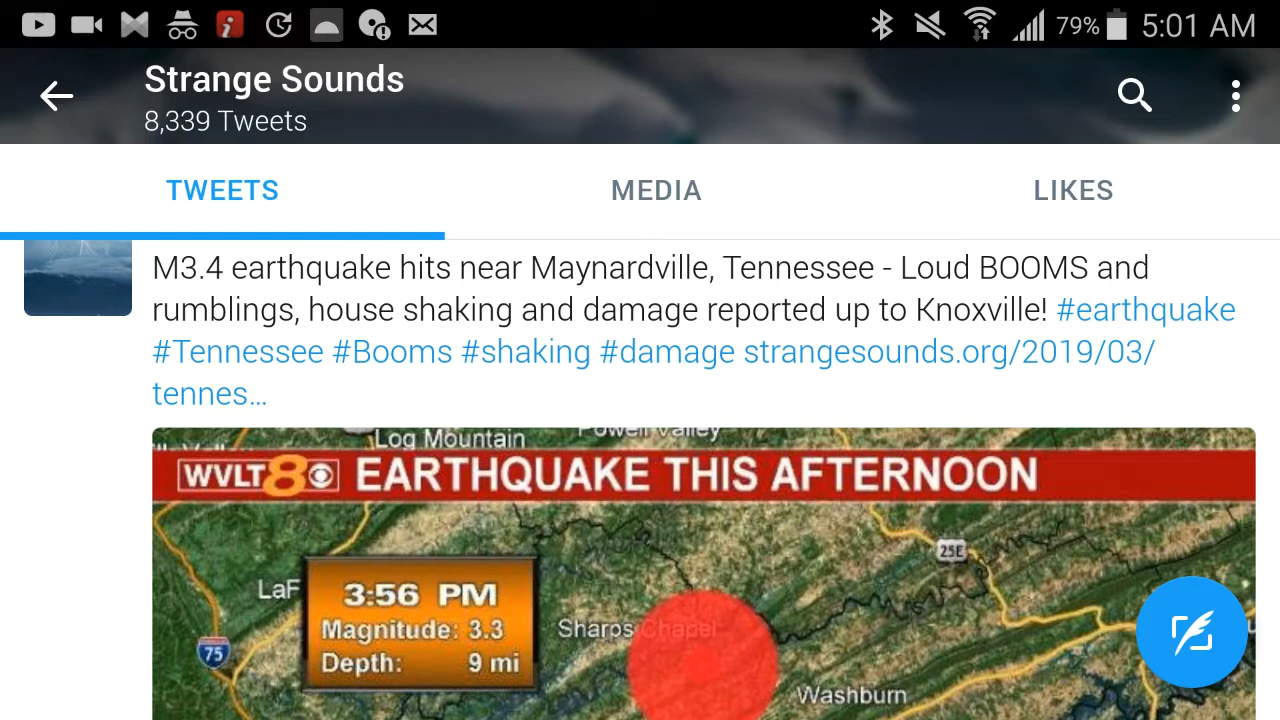 79% 5:01 AM
Strange Sounds
8,339 Tweets
TWEETS MEDIA LIKES
M3.4 earthquake hits near Maynardville, Tennessee - Loud BOOMS and
rumblings, house shaking and damage reported up to Knoxville! #earthquake
#Tennessee #Booms #shaking #damage strangesounds.org/2019/03/
tennes…
Log Mountain Powell Valley
WVLT8 EARTHQUAKE THIS AFTERNOON
25E
LaF
3:56 PM
Magnitude: 3.3
Depth: 9 mi
Sharps Chapel
75
Washburn